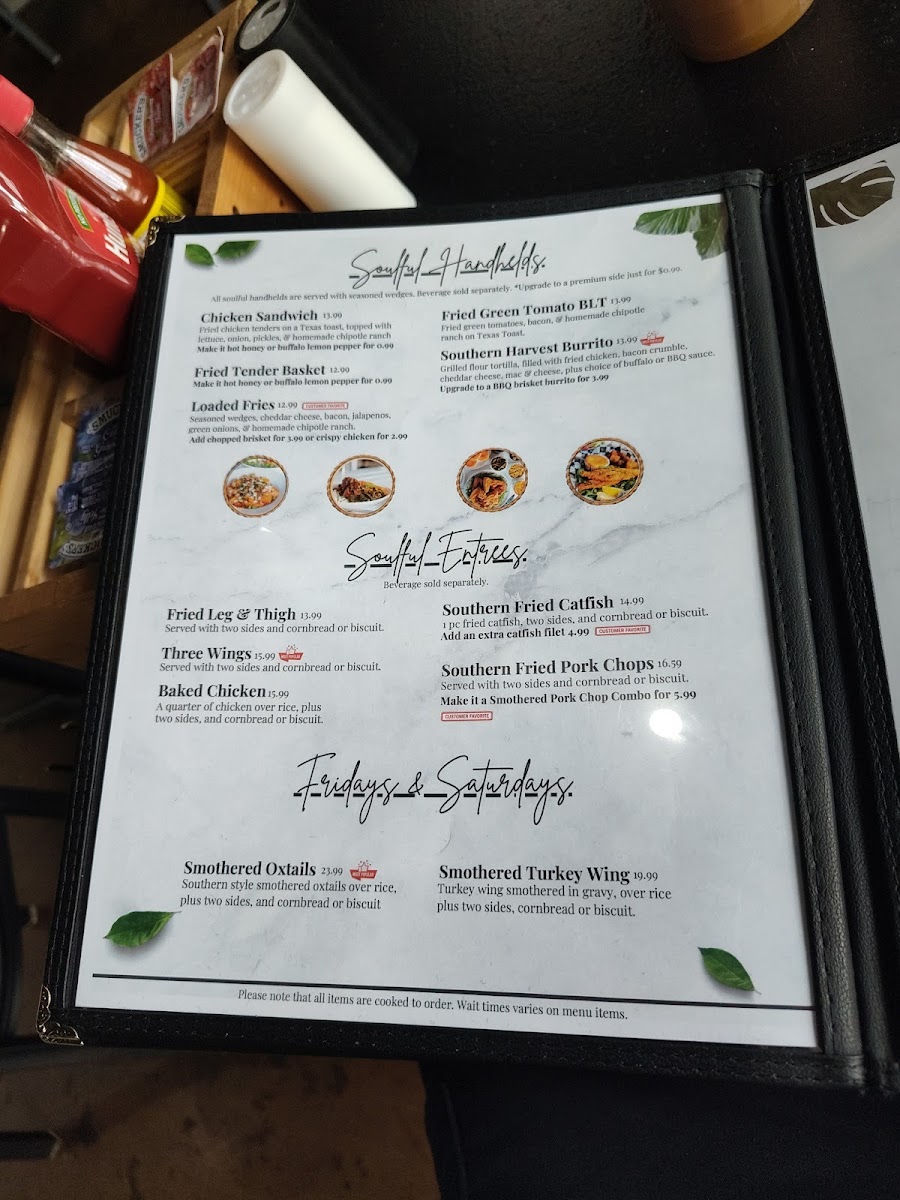 SMUCKER'S
HU
SMUC
SMUCKER'S
Soulful Handhelds
All soulful handhelds are served with seasoned wedges. Beverage sold separately. *Upgrade to a premium side just for $0.99.
Chicken Sandwich 13.99
Fried chicken tenders on a Texas toast, topped with
lettuce, onion, pickles, & homemade chipotle ranch
Make it hot honey or buffalo lemon pepper for 0.99
Fried Tender Basket 12.99
Make it hot honey or buffalo lemon pepper for 0.99
Loaded Fries 12.99 CUSTOMER FAVORITE
Seasoned wedges, cheddar cheese, bacon, jalapenos,
green onions, & homemade chipotle ranch.
Add chopped brisket for 3.99 or crispy chicken for 2.99
Fried Green Tomato BLT 13.99
Fried green tomatoes, bacon, & homemade chipotle
ranch on Texas Toast.
Southern Harvest Burrito 13.99
Grilled flour tortilla, filled with fried chicken, bacon crumble,
cheddar cheese, mac & cheese, plus choice of buffalo or BBQ sauce.
Upgrade to a BBQ brisket burrito for 3.99
Soulful Entrees
Beverage sold separately.
Fried Leg & Thigh 13.99
Served with two sides and cornbread or biscuit.
Three Wings 15.99 MOST POPULAR
Served with two sides and cornbread or biscuit.
Baked Chicken 15.99
A quarter of chicken over rice, plus
two sides, and cornbread or biscuit.
Southern Fried Catfish 14.99
1 pc fried catfish, two sides, and cornbread or biscuit.
Add an extra catfish filet 4.99 CUSTOMER FAVORITE
Southern Fried Pork Chops 16.59
Served with two sides and cornbread or biscuit.
Make it a Smothered Pork Chop Combo for 5.99
CUSTOMER FAVORITE
Fridays & Saturdays
Smothered Oxtails 23.99 MOST POPULAR
Southern style smothered oxtails over rice,
plus two sides, and cornbread or biscuit
Smothered Turkey Wing 19.99
Turkey wing smothered in gravy, over rice
plus two sides, cornbread or biscuit.
Please note that all items are cooked to order. Wait times varies on menu items.